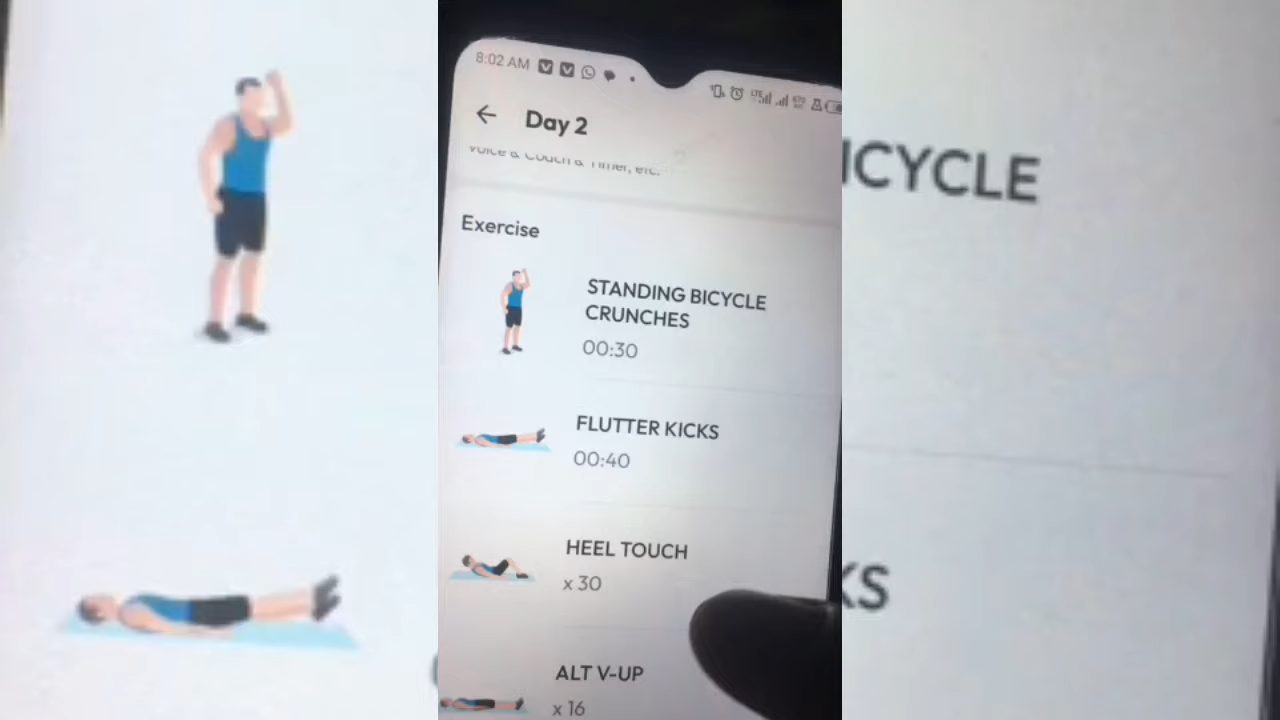 8:02 AM
Day 2
Voice & Coach & Timer, etc.
Exercise
STANDING BICYCLE
CRUNCHES
00:30
FLUTTER KICKS
00:40
HEEL TOUCH
x 30
ALT V-UP
x 16
ICYCLE
KS